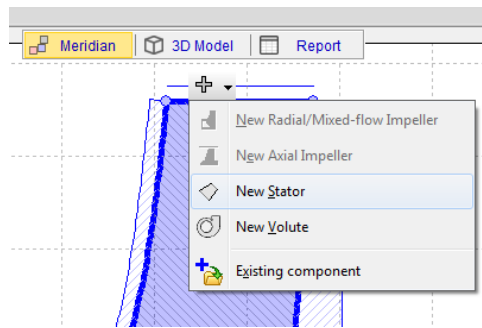 Meridian 3D Model Report
New Radial/Mixed-flow Impeller
New Axial Impeller
New Stator
New Volute
Existing component